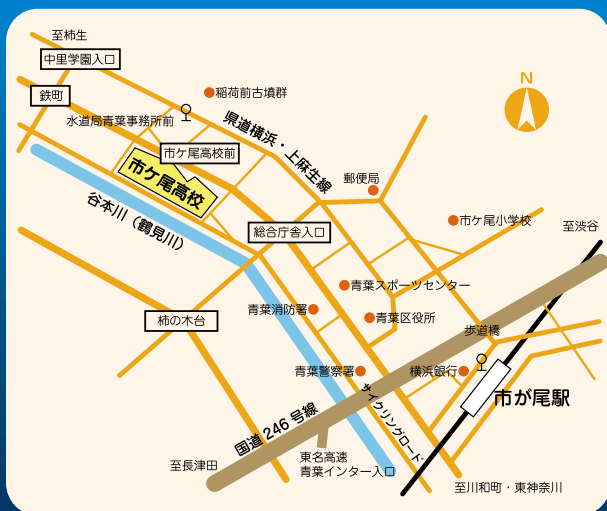 至柿生
中里学園入口
鉄町
水道局青葉事務所前
稲荷前古墳群
N
県道横浜・上麻生線
市ケ尾高校前
市ケ尾高校
谷本川（鶴見川）
郵便局
総合庁舎入口
市ケ尾小学校
至渋谷
青葉スポーツセンター
青葉消防署
青葉区役所
柿の木台
歩道橋
青葉警察署
横浜銀行
市が尾駅
サイクリングロード
国道246号線
至長津田
東名高速
青葉インター入口
至川和町・東神奈川